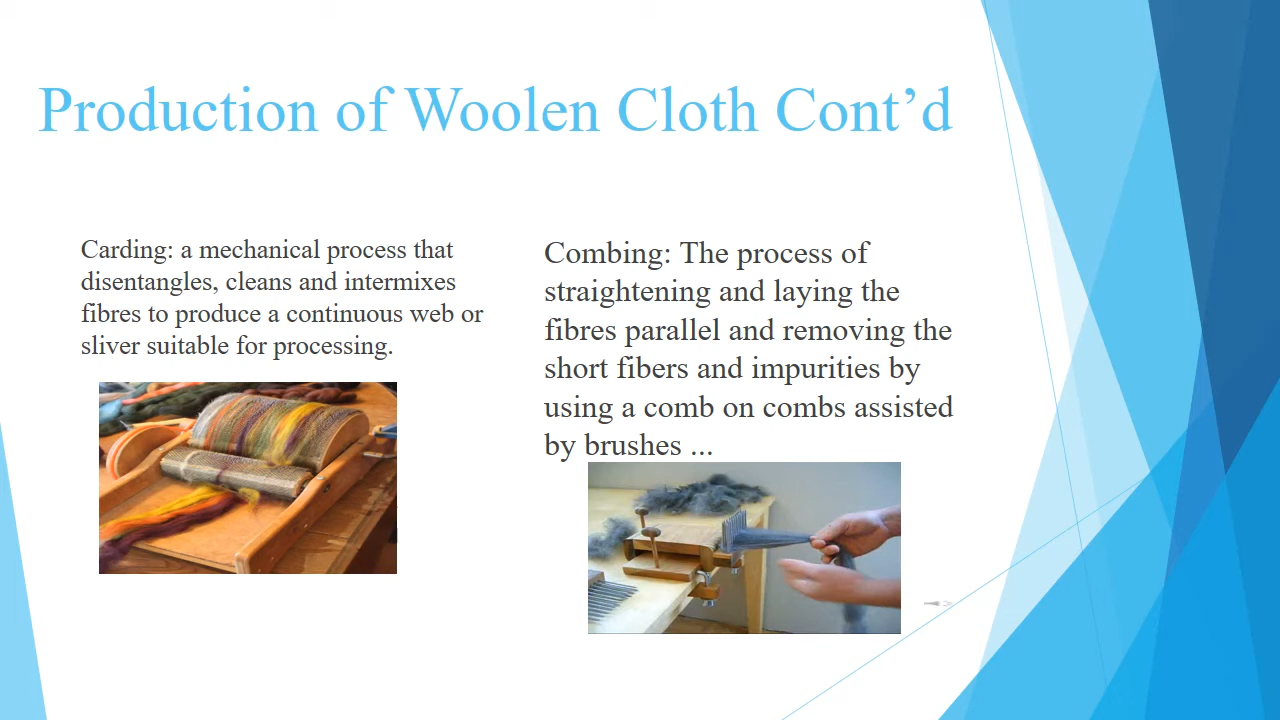 Production of Woolen Cloth Cont’d
Carding: a mechanical process that
disentangles, cleans and intermixes
fibres to produce a continuous web or
sliver suitable for processing.
Combing: The process of
straightening and laying the
fibres parallel and removing the
short fibers and impurities by
using a comb on combs assisted
by brushes ...